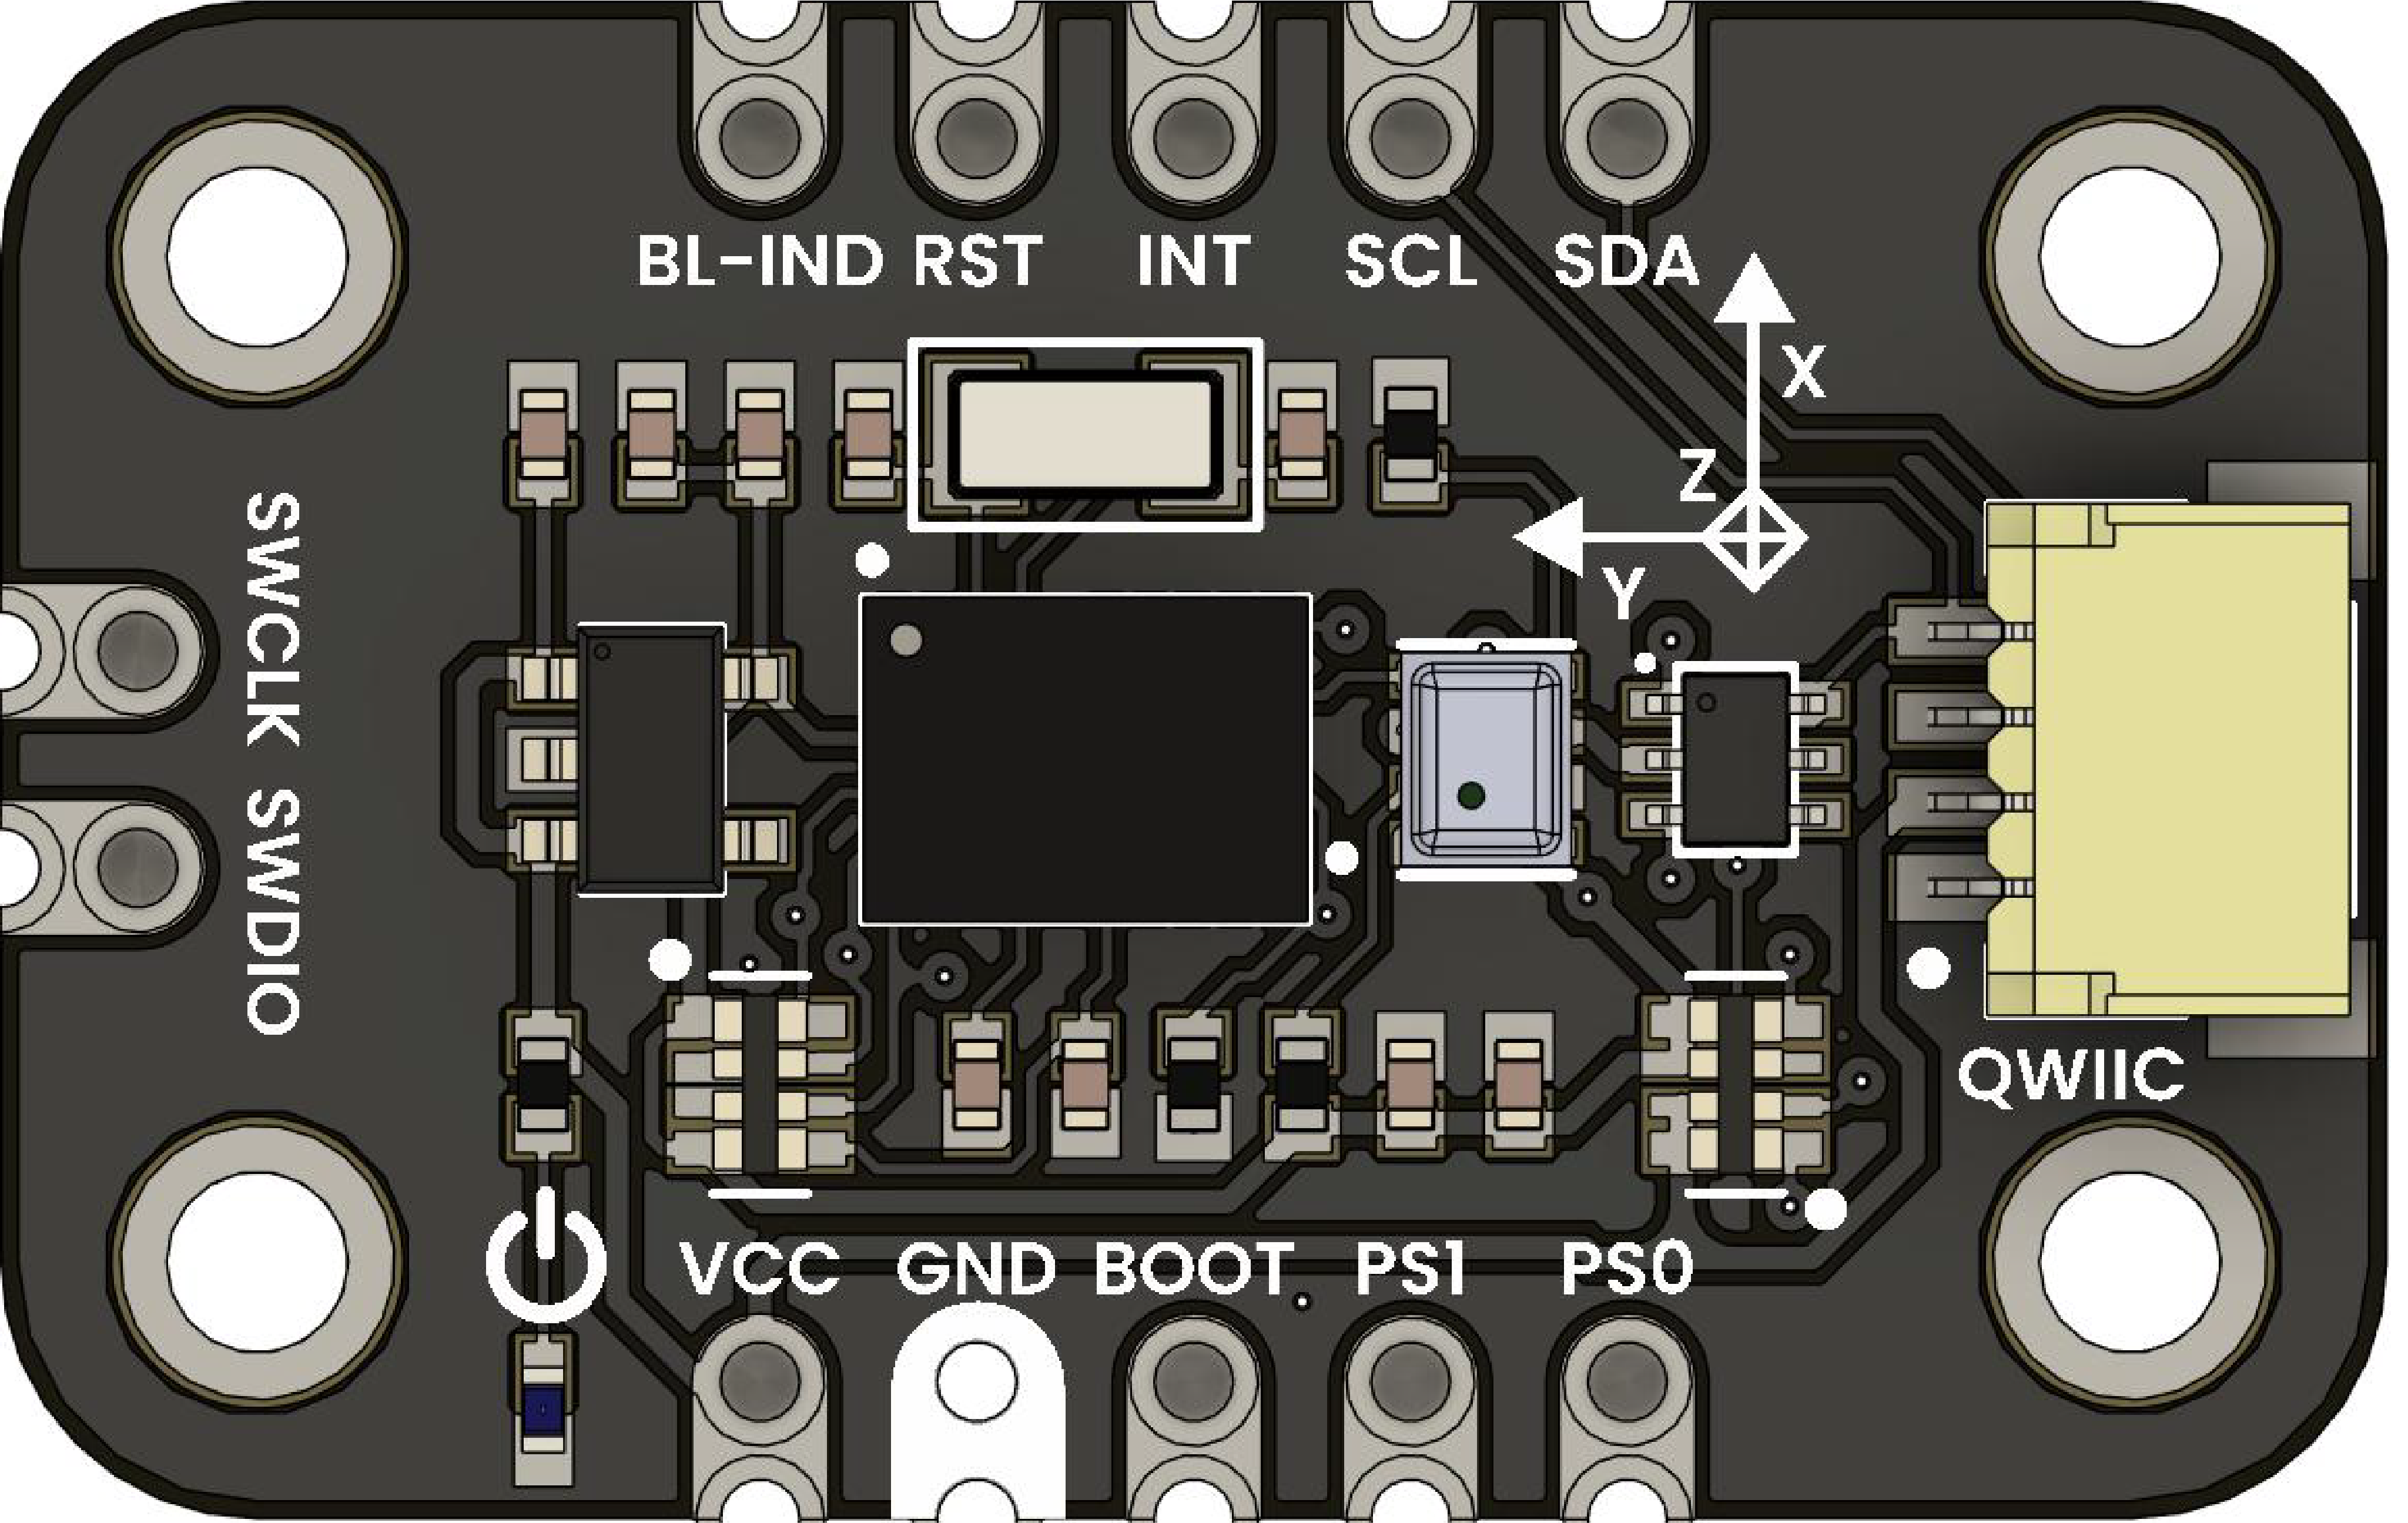 BL-IND RST INT SCL SDA
X
Z
Y
SWCLK SWDIO
QWIIC
VCC GND BOOT PS1 PS0